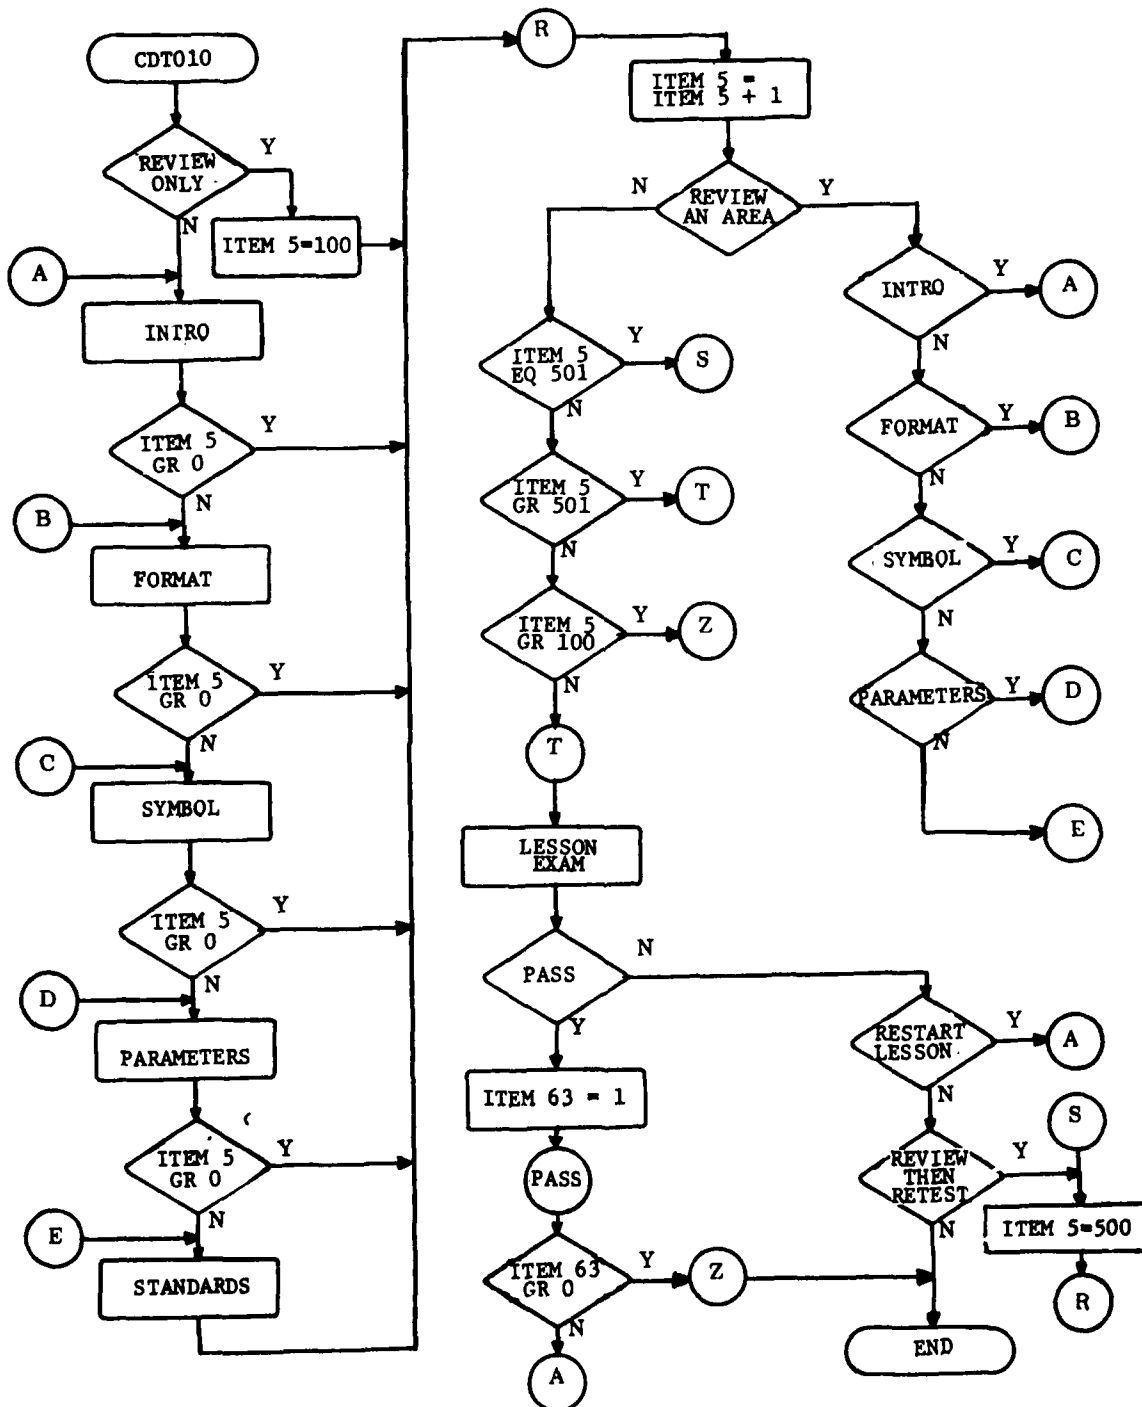 CDT010
REVIEW
ONLY
Y
N
ITEM 5=100
A
INTRO
ITEM 5
GR 0
Y
N
B
FORMAT
ITEM 5
GR 0
Y
N
C
SYMBOL
ITEM 5
GR 0
Y
N
D
PARAMETERS
ITEM 5
GR 0
Y
N
E
STANDARDS
R
ITEM 5 =
ITEM 5 + 1
REVIEW
AN AREA
N
Y
ITEM 5
EQ 501
Y
S
N
ITEM 5
GR 501
Y
T
N
ITEM 5
GR 100
Y
Z
N
T
LESSON
EXAM
PASS
N
Y
ITEM 63 = 1
PASS
ITEM 63
GR 0
Y
Z
N
A
INTRO
Y
A
N
FORMAT
Y
B
N
SYMBOL
Y
C
N
PARAMETERS
Y
D
N
E
RESTART
LESSON
Y
A
N
REVIEW
THEN
RETEST
Y
N
S
ITEM 5=500
R
END